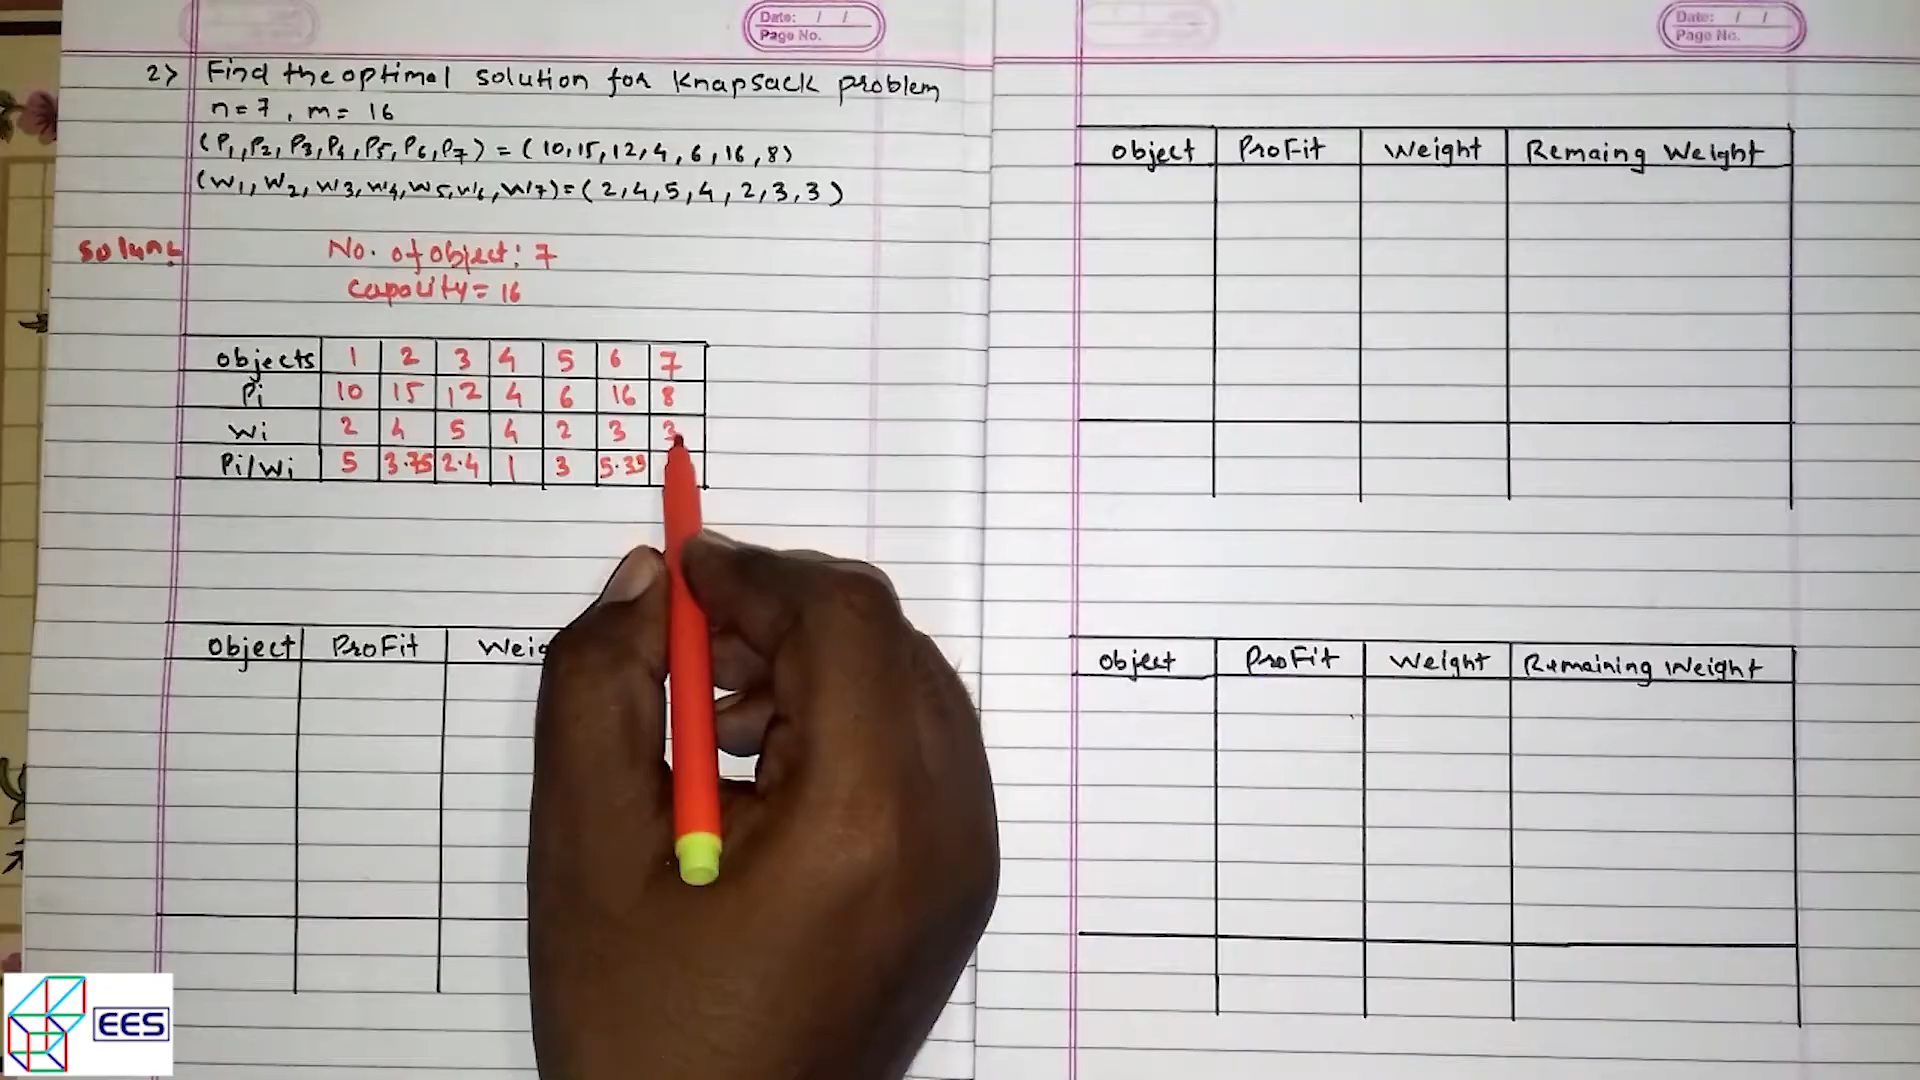 Date: / /
Page No.
2> Find the optimal solution for knapsack problem
n=7, m= 16
(P1,P2, P3,P4,P5,P6,P7) = (10,15,12,4,6,16,8)
(W1,W2,W3,W4,W5,W6,W7)=(2,4,5,4,2,3,3)
No. of object: 7
= 16
objects 1 2 3 4 5 6 7
Pi 10 15 12 4 6 16 8
Wi 2 4 5 4 2 3 3
Pi/Wi 5 3.75 2.4 1 3
object ProFit Weig
Date: / /
Page No.
object ProFit Weight Remaing Weight
object ProFit Weight Remaining Weight
EES